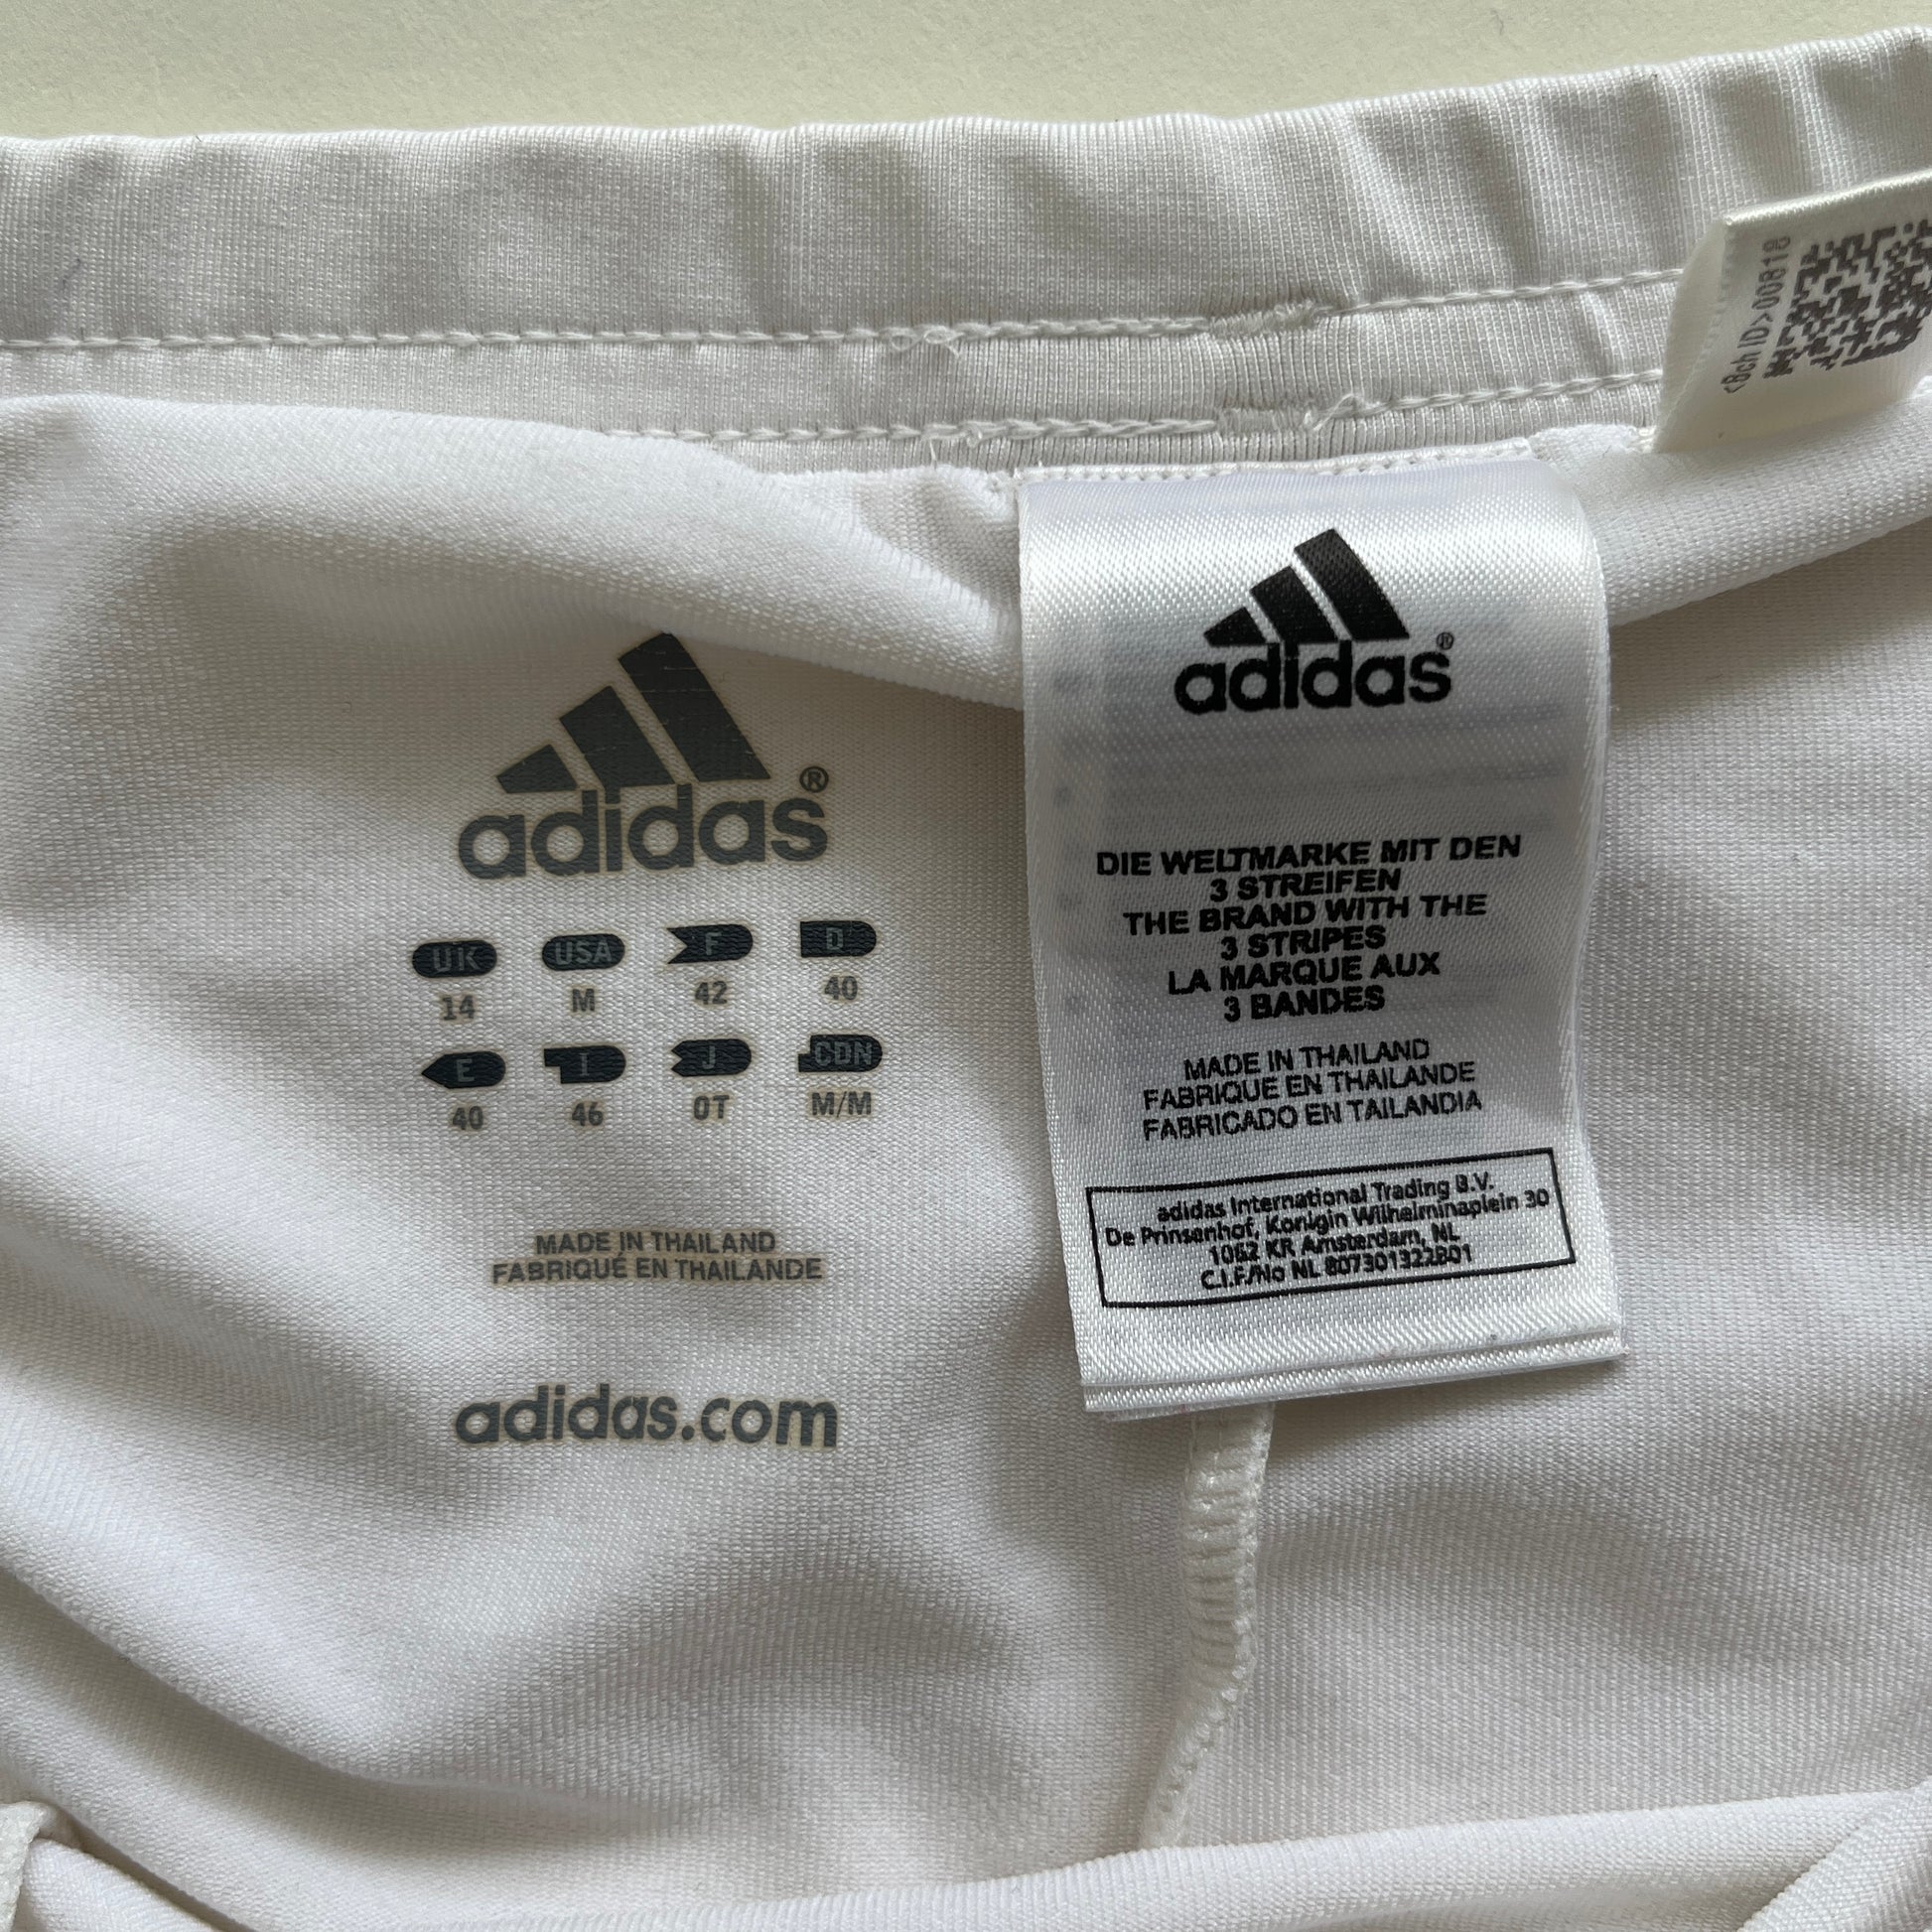 <8ch ID>00818
adidas®
UK USA F D
14 M 42 40
E I J CDN
40 46 OT M/M
MADE IN THAILAND
FABRIQUÉ EN THAILANDE
adidas.com
adidas®
DIE WELTMARKE MIT DEN
3 STREIFEN
THE BRAND WITH THE
3 STRIPES
LA MARQUE AUX
3 BANDES
MADE IN THAILAND
FABRIQUE EN THAILANDE
FABRICADO EN TAILANDIA
adidas International Trading B.V.
De Prinsenhof, Konigin Wilhelminaplein 30
1062 KR Amsterdam, NL
C.I.F/No NL 807301322B01